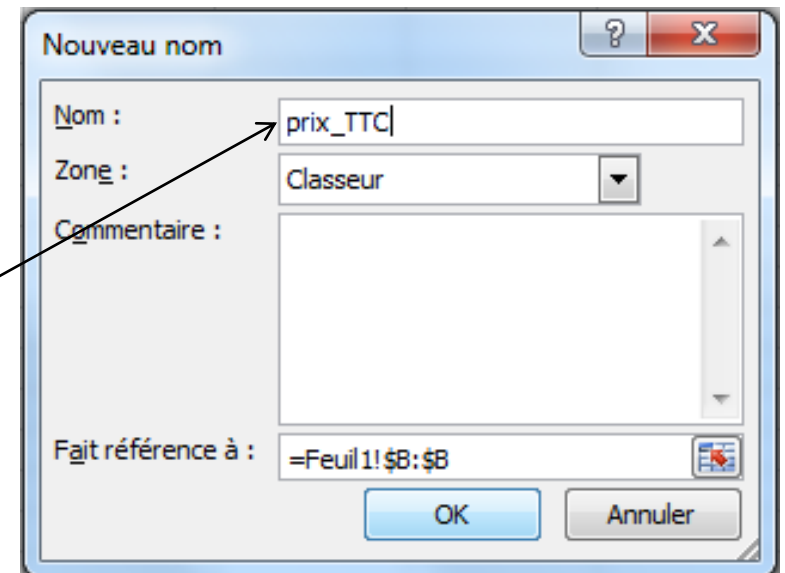 Nouveau nom
Nom :
prix_TTC
Zone :
Classeur
Commentaire :
Fait référence à :
=Feuil1!$B:$B
OK
Annuler